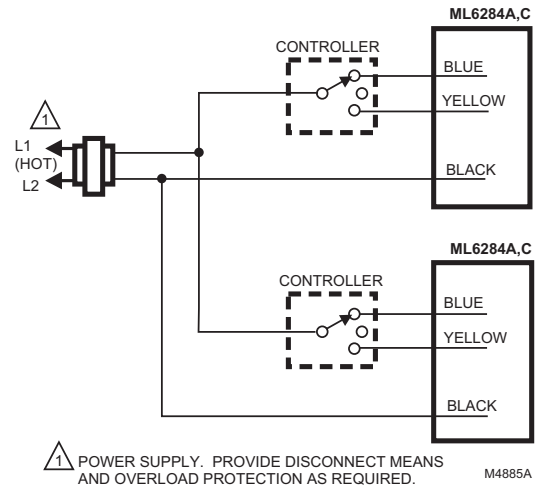 ML6284A,C
CONTROLLER
BLUE
YELLOW
1
L1
(HOT)
L2
BLACK
ML6284A,C
CONTROLLER
BLUE
YELLOW
BLACK
1 POWER SUPPLY. PROVIDE DISCONNECT MEANS
AND OVERLOAD PROTECTION AS REQUIRED.
M4885A